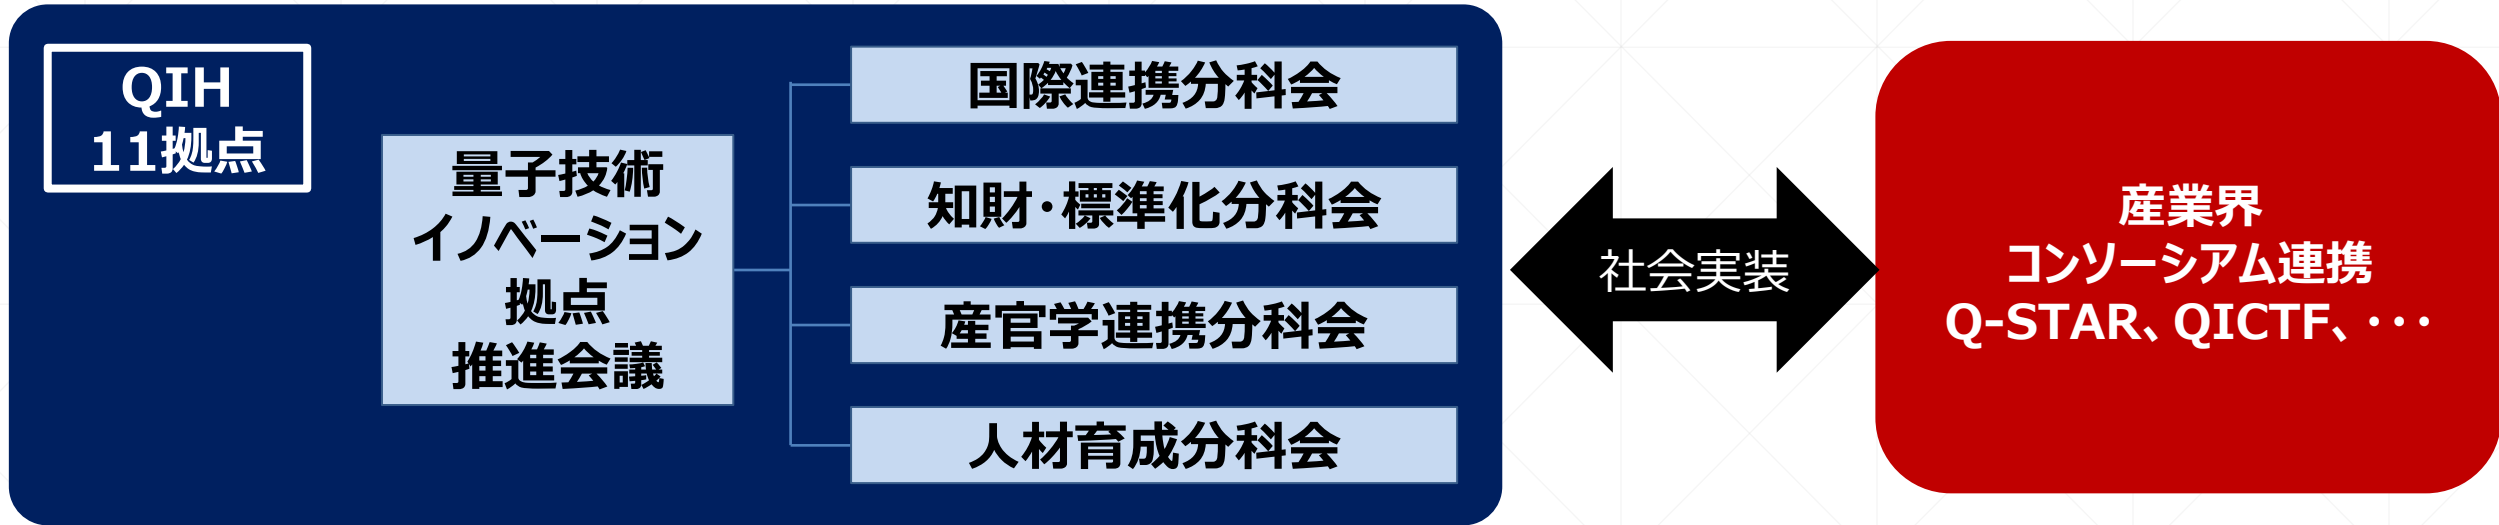 QIH
11拠点
量子技術
イノベーション
拠点
推進会議
国際連携分科会
知財・標準化分科会
産官学連携分科会
人材育成分科会
社会実装
産業界
コンソーシアム連携
Q-STAR、QICTF、・・・